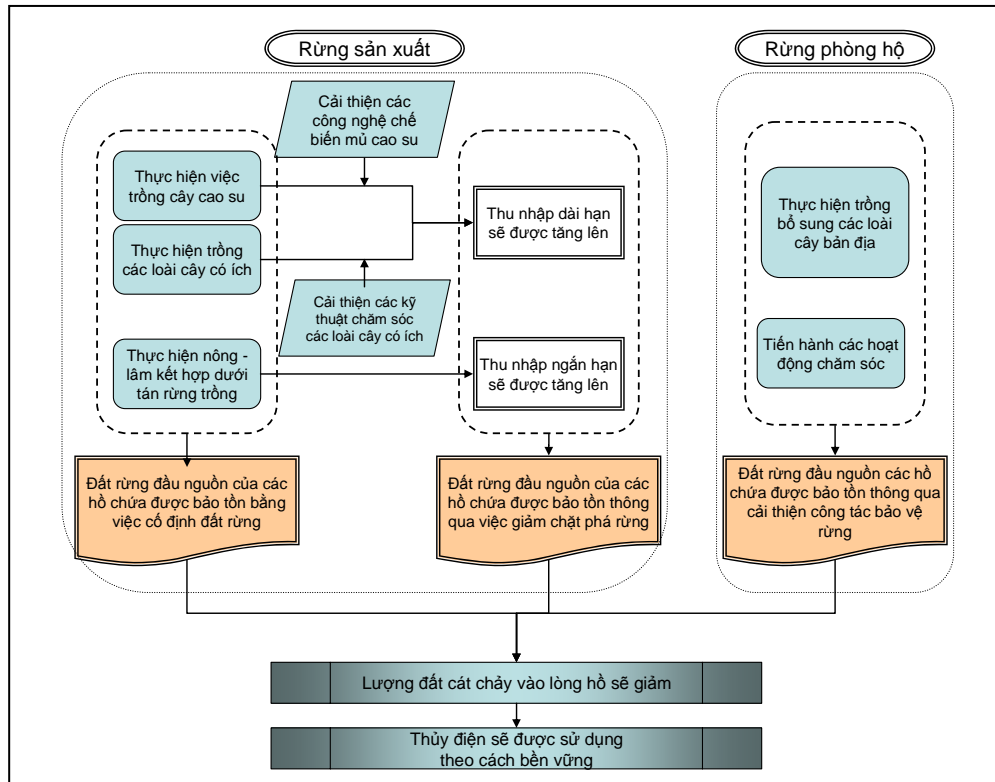 Rừng sản xuất
Rừng phòng hộ
Cải thiện các
công nghệ chế
biến mủ cao su
Thực hiện việc
trồng cây cao su
Thực hiện trồng
các loài cây có ích
Cải thiện các kỹ
thuật chăm sóc
các loài cây có ích
Thực hiện nông -
lâm kết hợp dưới
tán rừng trồng
Thu nhập dài hạn
sẽ được tăng lên
Thu nhập ngắn hạn
sẽ được tăng lên
Thực hiện trồng
bổ sung các loài
cây bản địa
Tiến hành các hoạt
động chăm sóc
Đất rừng đầu nguồn của các
hồ chứa được bảo tồn bằng
việc cố định đất rừng
Đất rừng đầu nguồn của các
hồ chứa được bảo tồn thông
qua việc giảm chặt phá rừng
Đất rừng đầu nguồn các hồ
chứa được bảo tồn thông qua
cải thiện công tác bảo vệ
rừng
Lượng đất cát chảy vào lòng hồ sẽ giảm
Thủy điện sẽ được sử dụng
theo cách bền vững